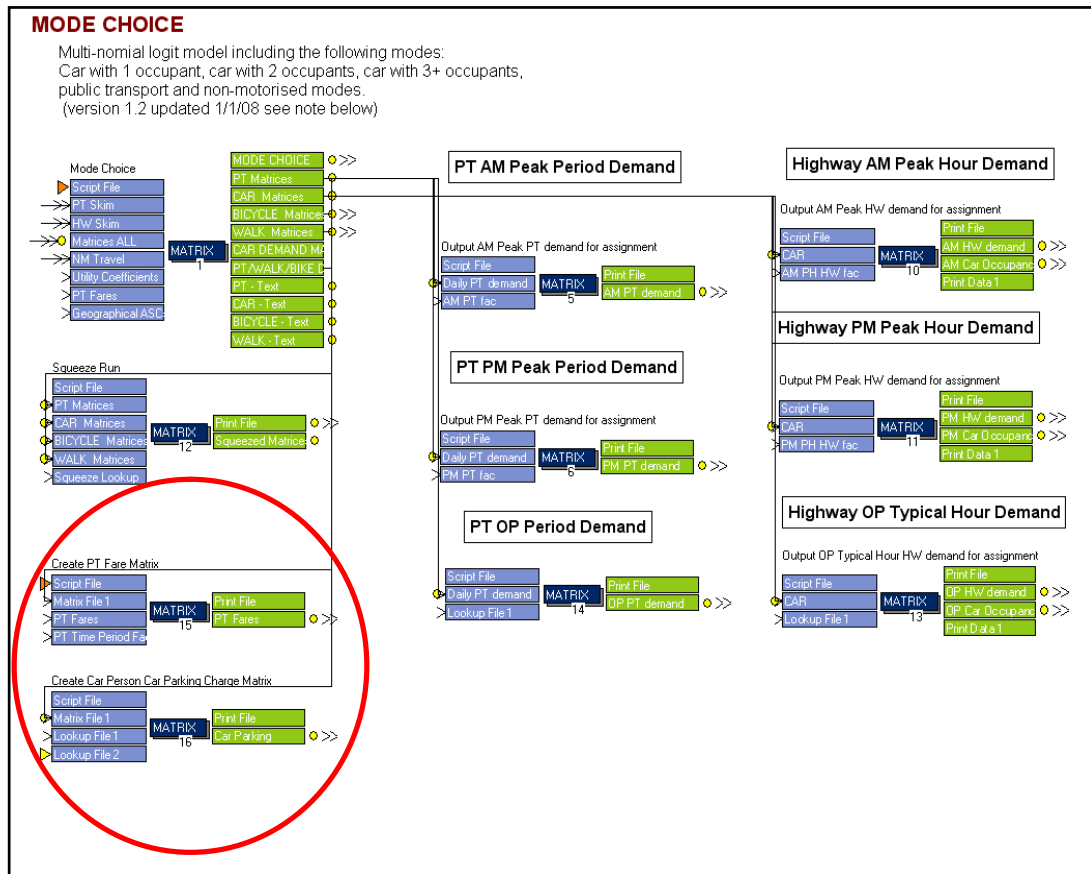 MODE CHOICE
Multi-nomial logit model including the following modes:
Car with 1 occupant, car with 2 occupants, car with 3+ occupants,
public transport and non-motorised modes.
(version 1.2 updated 1/1/08 see note below)
Mode Choice
Script File
PT Skim
HW Skim
Matrices ALL
NM Travel
Utility Coefficients
PT Fares
Geographical ASC
MATRIX
1
MODE CHOICE
PT Matrices
CAR Matrices
BICYCLE Matrice
WALK Matrices
CAR DEMAND MA
PT/WALK/BIKE D
PT - Text
CAR - Text
BICYCLE - Text
WALK - Text
Squeeze Run
Script File
PT Matrices
CAR Matrices
BICYCLE Matrices
WALK Matrices
Squeeze Lookup
MATRIX
12
Print File
Squeezed Matrice
Create PT Fare Matrix
Script File
Matrix File 1
PT Fares
PT Time Period Fa
MATRIX
15
Print File
PT Fares
Create Car Person Car Parking Charge Matrix
Script File
Matrix File 1
Lookup File 1
Lookup File 2
MATRIX
16
Print File
Car Parking
PT AM Peak Period Demand
Output AM Peak PT demand for assignment
Script File
Daily PT demand
AM PT fac
MATRIX
5
Print File
AM PT demand
PT PM Peak Period Demand
Output PM Peak PT demand for assignment
Script File
Daily PT demand
PM PT fac
MATRIX
6
Print File
PM PT demand
PT OP Period Demand
Script File
Daily PT demand
Lookup File 1
MATRIX
14
Print File
OP PT demand
Highway AM Peak Hour Demand
Output AM Peak HW demand for assignment
Script File
CAR
AM PH HW fac
MATRIX
10
Print File
AM HW demand
AM Car Occupanc
Print Data 1
Highway PM Peak Hour Demand
Output PM Peak HW demand for assignment
Script File
CAR
PM PH HW fac
MATRIX
11
Print File
PM HW demand
PM Car Occupanc
Print Data 1
Highway OP Typical Hour Demand
Output OP Typical Hour HW demand for assignment
Script File
CAR
Lookup File 1
MATRIX
13
Print File
OP HW demand
OP Car Occupanc
Print Data 1